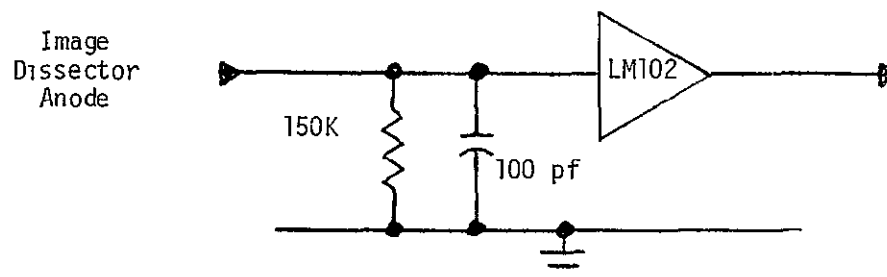 Image
Dissector
Anode
LM102
150K
100 pf